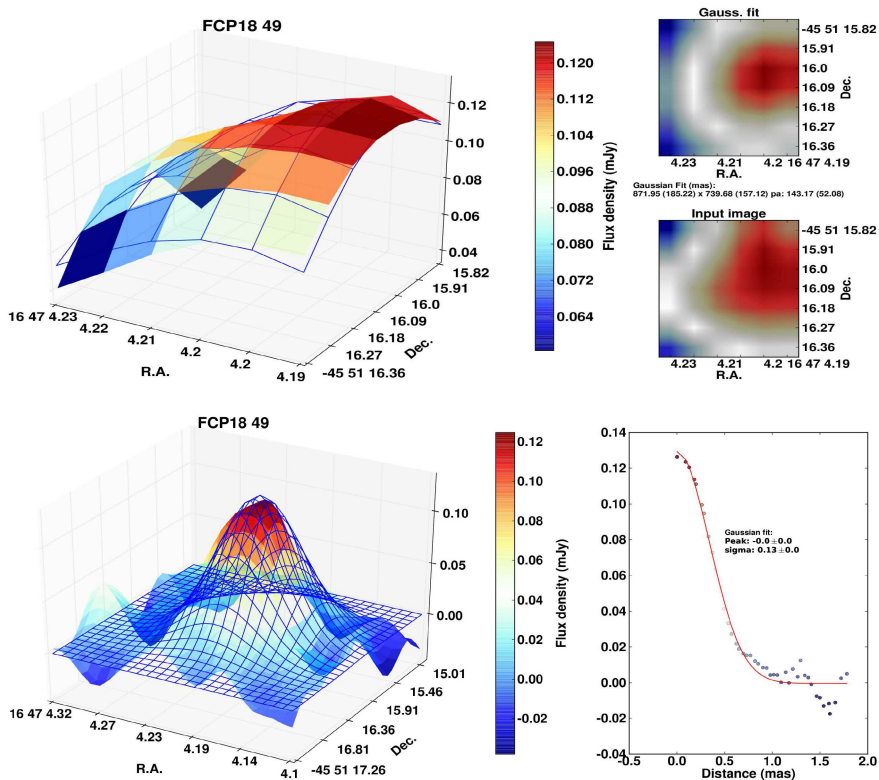 FCP18 49
0.12
0.10
0.08
0.06
0.04
16 47 4.23
4.22
4.21
4.2
4.2
4.19
R.A.
15.82
15.91
16.0
16.09
16.18
16.27
-45 51 16.36
Dec.
0.120
0.112
0.104
0.096
0.088
0.080
0.072
0.064
Flux density (mJy)
Gauss. fit
-45 51 15.82
15.91
16.0
16.09
16.18
16.27
16.36
Dec.
4.23 4.21 4.2 16 47 4.19
R.A.
Gaussian Fit (mas):
871.95 (185.22) x 739.68 (157.12) pa: 143.17 (52.08)
Input image
-45 51 15.82
15.91
16.0
16.09
16.18
16.27
16.36
Dec.
4.23 4.21 4.2 16 47 4.19
R.A.
FCP18 49
0.10
0.05
0.00
16 47 4.32
4.27
4.23
4.19
4.14
4.1
R.A.
15.01
15.46
15.91
16.36
16.81
-45 51 17.26
Dec.
0.12
0.10
0.08
0.06
0.04
0.02
0.00
-0.02
Flux density (mJy)
0.14
0.12
0.10
0.08
0.06
0.04
0.02
0.00
-0.02
-0.04
Gaussian fit:
Peak: -0.0±0.0
sigma: 0.13±0.0
-0.5 0.0 0.5 1.0 1.5 2.0
Distance (mas)